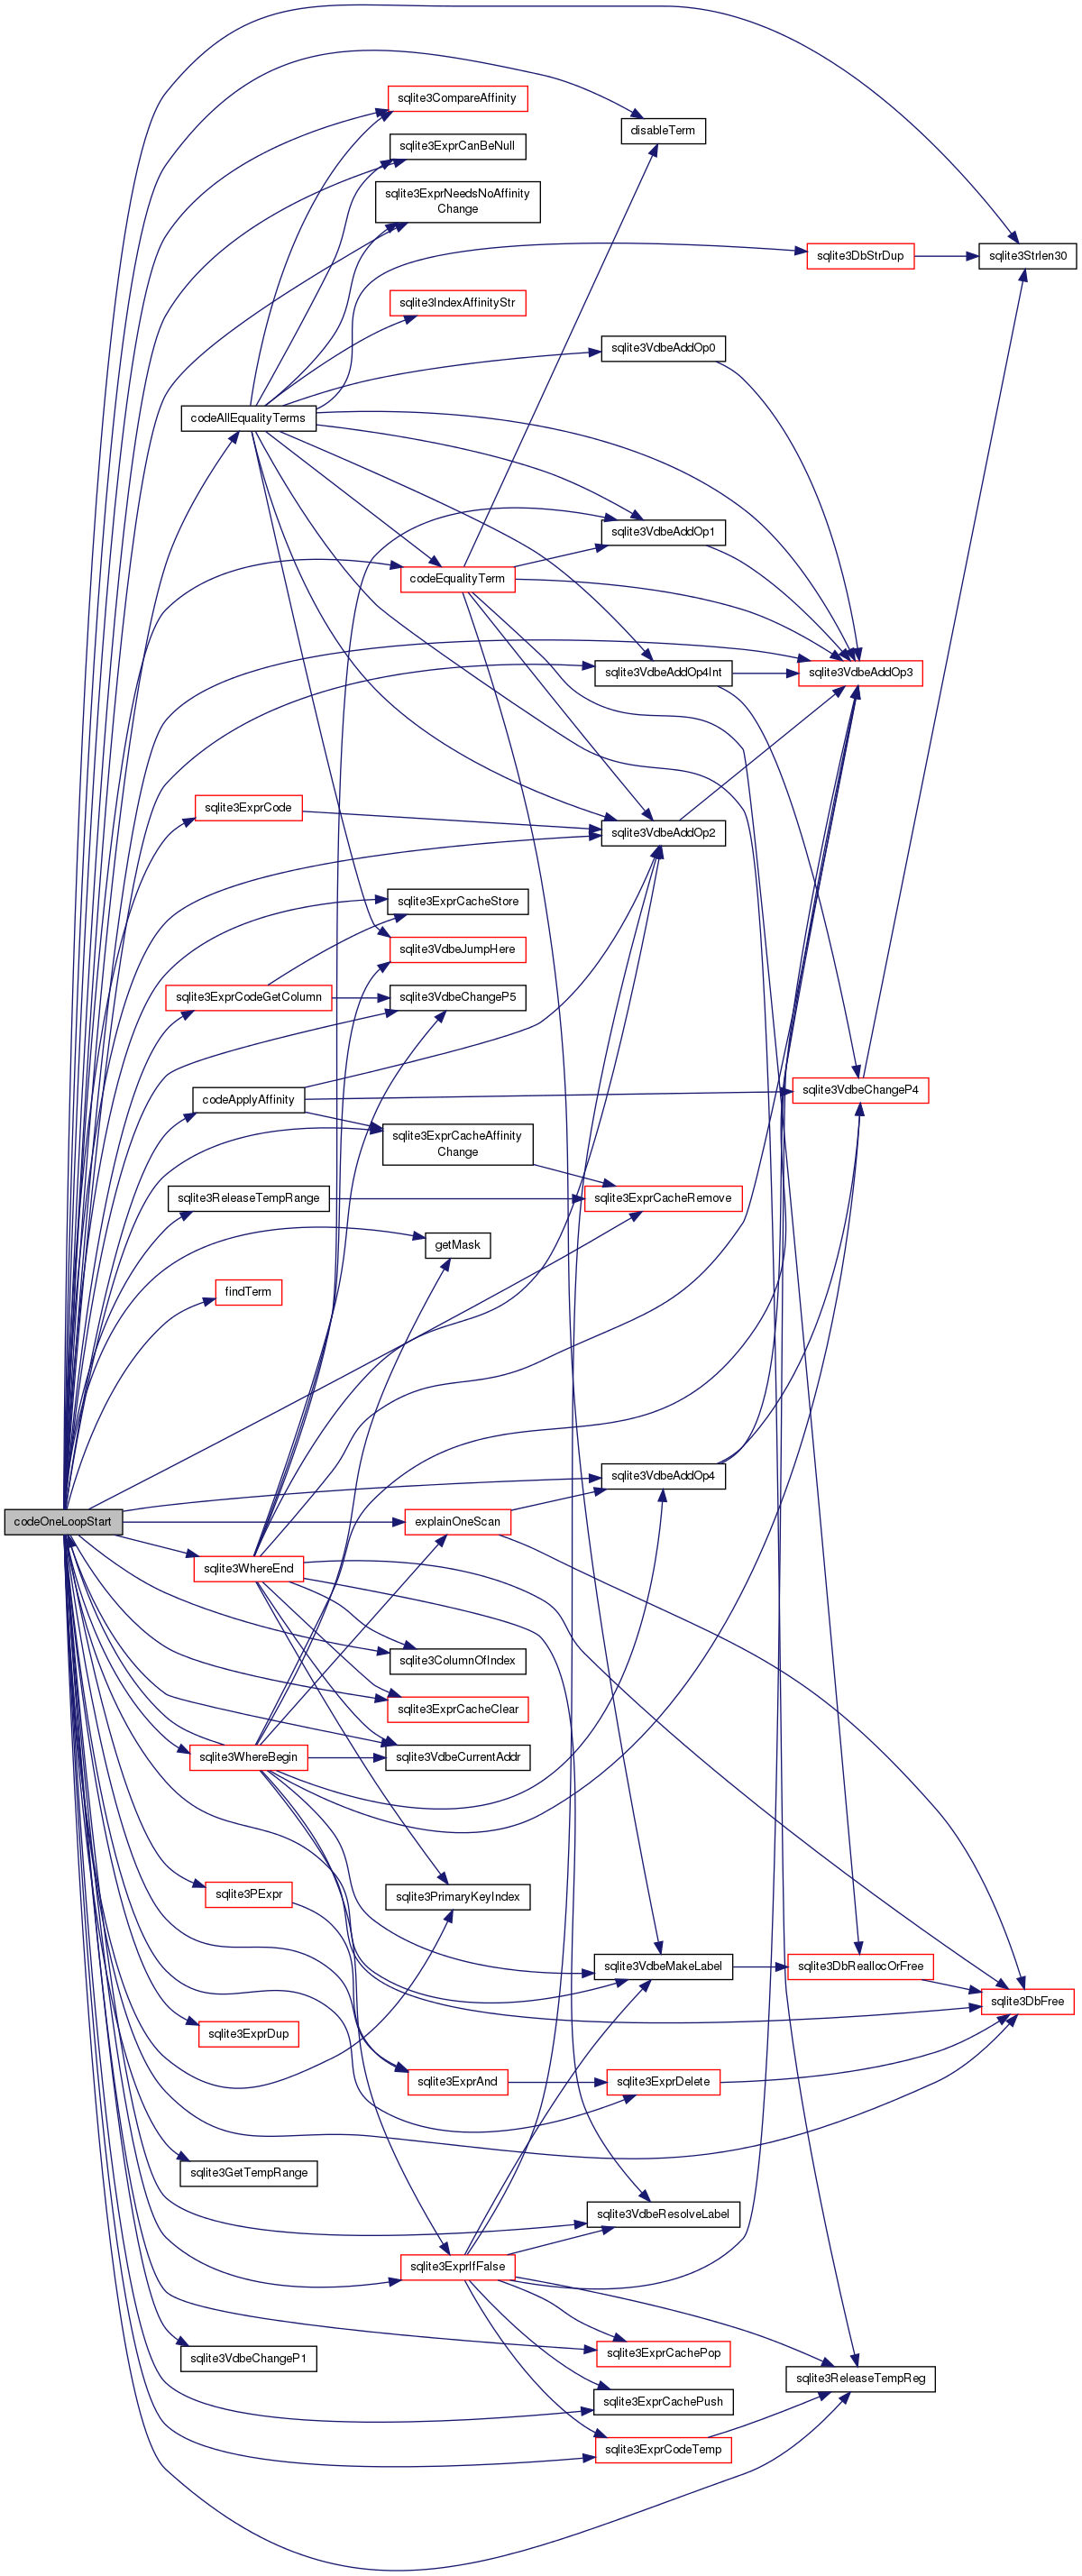 sqlite3CompareAffinity
disableTerm
sqlite3ExprCanBeNull
sqlite3ExprNeedsNoAffinity
Change
sqlite3DbStrDup
sqlite3Strlen30
sqlite3IndexAffinityStr
sqlite3VdbeAddOp0
codeAllEqualityTerms
sqlite3VdbeAddOp1
codeEqualityTerm
sqlite3VdbeAddOp4Int
sqlite3VdbeAddOp3
sqlite3ExprCode
sqlite3VdbeAddOp2
sqlite3ExprCacheStore
sqlite3VdbeJumpHere
sqlite3ExprCodeGetColumn
sqlite3VdbeChangeP5
sqlite3VdbeChangeP4
codeApplyAffinity
sqlite3ExprCacheAffinity
Change
sqlite3ReleaseTempRange
sqlite3ExprCacheRemove
getMask
findTerm
sqlite3VdbeAddOp4
codeOneLoopStart
explainOneScan
sqlite3WhereEnd
sqlite3ColumnOfIndex
sqlite3ExprCacheClear
sqlite3WhereBegin
sqlite3VdbeCurrentAddr
sqlite3PExpr
sqlite3PrimaryKeyIndex
sqlite3VdbeMakeLabel
sqlite3DbReallocOrFree
sqlite3DbFree
sqlite3ExprDup
sqlite3ExprAnd
sqlite3ExprDelete
sqlite3GetTempRange
sqlite3VdbeResolveLabel
sqlite3ExprIfFalse
sqlite3ExprCachePop
sqlite3VdbeChangeP1
sqlite3ReleaseTempReg
sqlite3ExprCachePush
sqlite3ExprCodeTemp